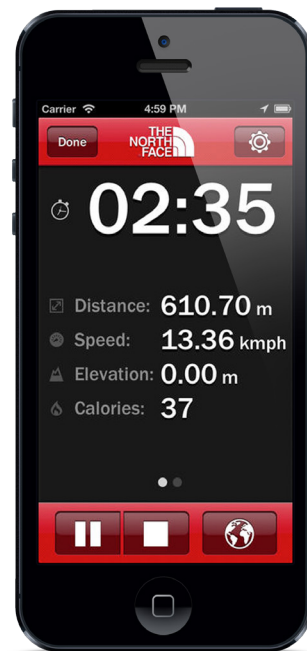 Carrier 4:59 PM
Done
THE
NORTH
FACE
02:35
Distance: 610.70 m
Speed: 13.36 kmph
Elevation: 0.00 m
Calories: 37